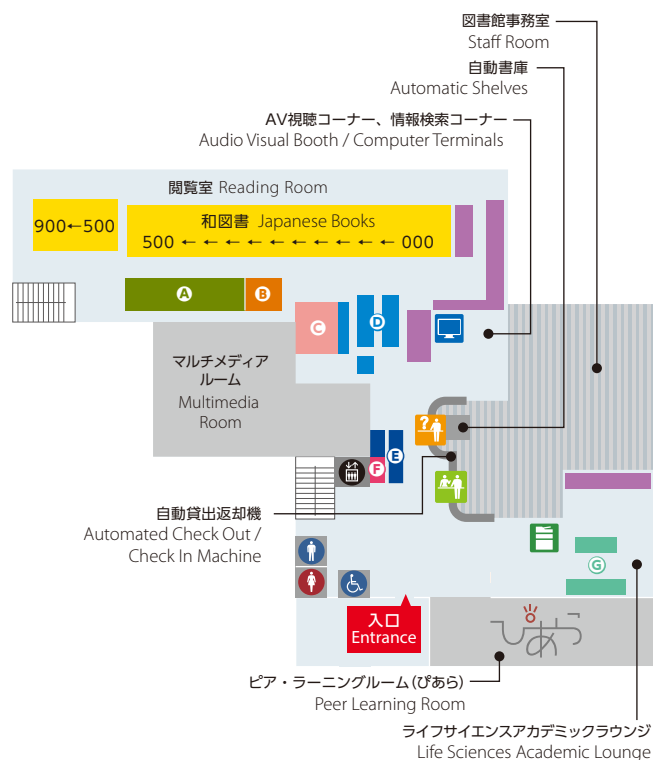 図書館事務室
Staff Room
自動書庫
Automatic Shelves
AV視聴コーナー、情報検索コーナー
Audio Visual Booth / Computer Terminals
閲覧室 Reading Room
900←500
和図書 Japanese Books
500 ← ← ← ← ← ← ← ← ← ← 000
A
B
C
D
マルチメディア
ルーム
Multimedia
Room
?
E
F
自動貸出返却機
Automated Check Out /
Check In Machine
G
入口
Entrance
ぴあら
ピア・ラーニングルーム(ぴあら)
Peer Learning Room
ライフサイエンスアカデミックラウンジ
Life Sciences Academic Lounge